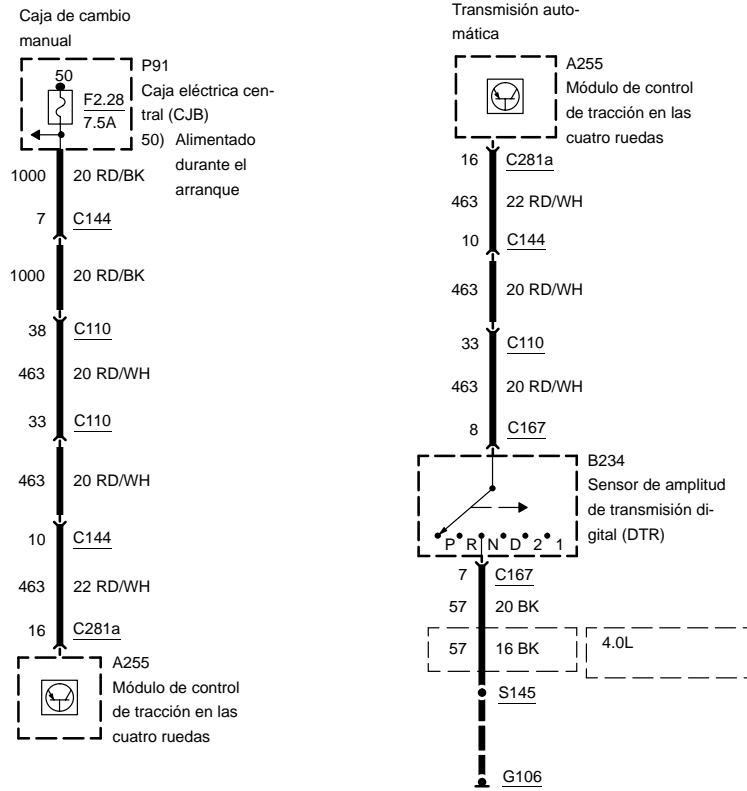 Caja de cambio
manual
50
F2.28
7.5A
P91
Caja eléctrica cen-
tral (CJB)
50) Alimentado
durante el
arranque
1000 20 RD/BK
7 C144
1000 20 RD/BK
38 C110
463 20 RD/WH
33 C110
463 20 RD/WH
10 C144
463 22 RD/WH
16 C281a
A255
Módulo de control
de tracción en las
cuatro ruedas
Transmisión auto-
mática
A255
Módulo de control
de tracción en las
cuatro ruedas
16 C281a
463 22 RD/WH
10 C144
463 20 RD/WH
33 C110
463 20 RD/WH
8 C167
B234
Sensor de amplitud
de transmisión di-
gital (DTR)
P R N D 2 1
7 C167
57 20 BK
57 16 BK
4.0L
S145
G106